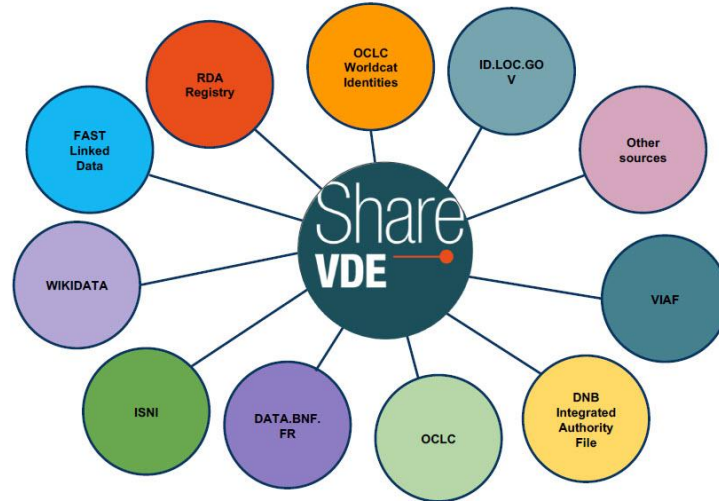 OCLC
Worldcat
Identities
ID.LOC.GO
V
RDA
Registry
FAST
Linked
Data
Other
sources
Share
VDE
WIKIDATA
VIAF
ISNI
DATA.BNF.
FR
OCLC
DNB
Integrated
Authority
File